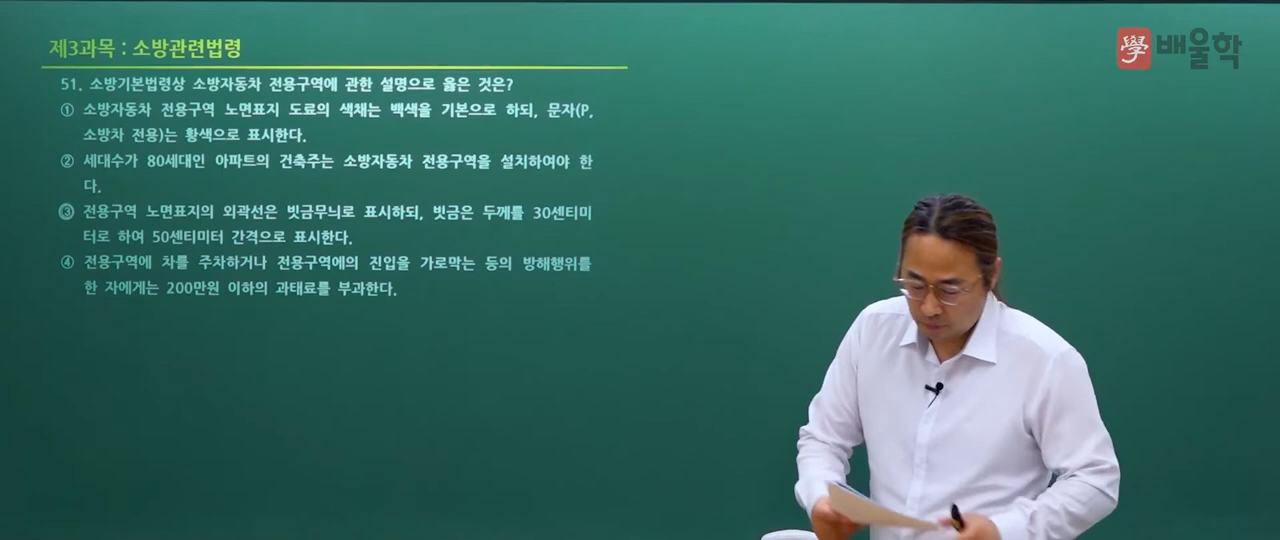 제3과목 : 소방관련법령
學 배울학
51. 소방기본법령상 소방자동차 전용구역에 관한 설명으로 옳은 것은?
① 소방자동차 전용구역 노면표지 도료의 색채는 백색을 기본으로 하되, 문자(P,
소방차 전용)는 황색으로 표시한다.
② 세대수가 80세대인 아파트의 건축주는 소방자동차 전용구역을 설치하여야 한
다.
③ 전용구역 노면표지의 외곽선은 빗금무늬로 표시하되, 빗금은 두께를 30센티미
터로 하여 50센티미터 간격으로 표시한다.
④ 전용구역에 차를 주차하거나 전용구역에의 진입을 가로막는 등의 방해행위를
한 자에게는 200만원 이하의 과태료를 부과한다.